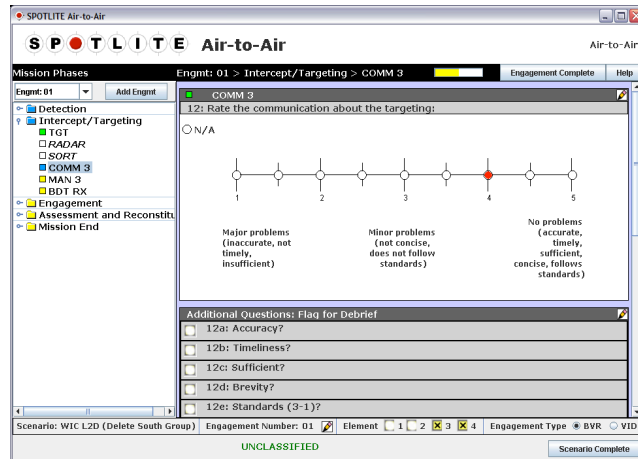 SPOTLITE Air-to-Air
SPOTLITE Air-to-Air
Air-to-Air
Mission Phases
Engmt: 01 > Intercept/Targeting > COMM 3
Engagement Complete
Help
Engmt: 01
Add Engmt
Detection
Intercept/Targeting
TGT
RADAR
SORT
COMM 3
MAN 3
BDT RX
Engagement
Assessment and Reconstitu
Mission End
COMM 3
12: Rate the communication about the targeting:
N/A
1 2 3 4 5
Major problems
(inaccurate, not
timely,
insufficient)
Minor problems
(not concise,
does not follow
standards)
No problems
(accurate,
timely,
sufficient,
concise, follows
standards)
Additional Questions: Flag for Debrief
12a: Accuracy?
12b: Timeliness?
12c: Sufficient?
12d: Brevity?
12e: Standards (3-1)?
Scenario: WIC L2D (Delete South Group) Engagement Number: 01 Element 1 2 3 4 Engagement Type BVR VID
UNCLASSIFIED
Scenario Complete